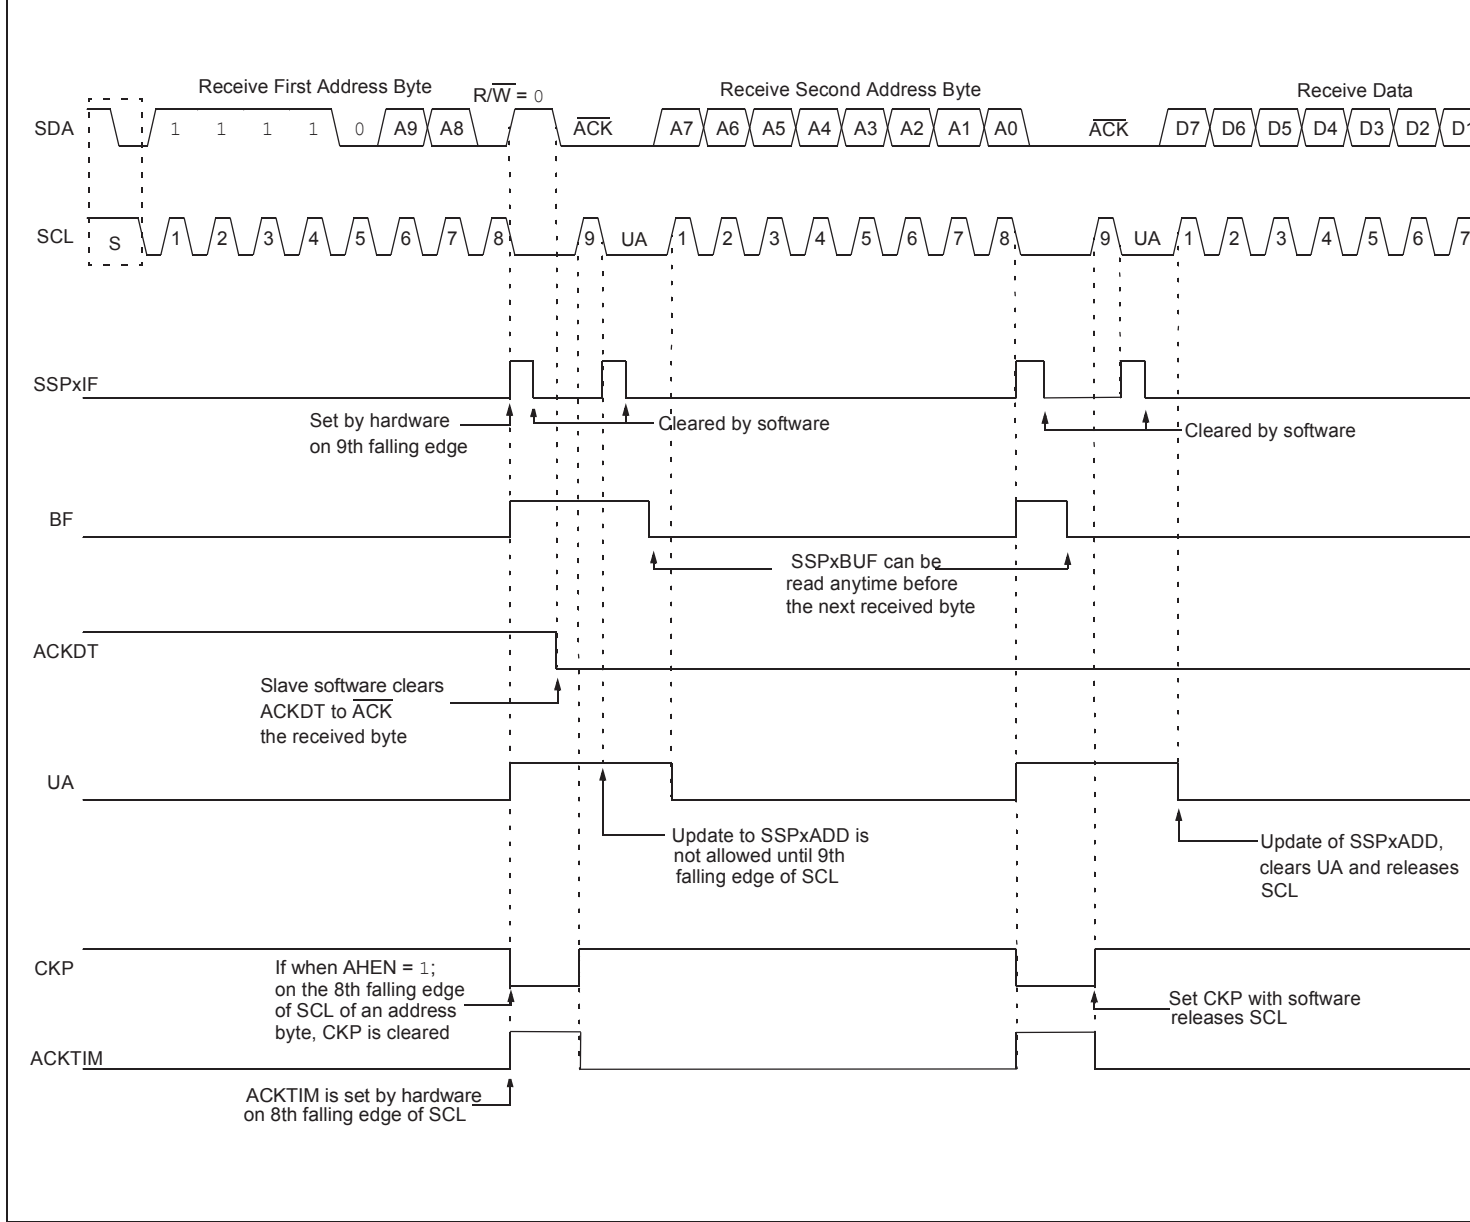 Receive First Address Byte
R/W = 0
Receive Second Address Byte
Receive Data
SDA
1 1 1 1 0 A9 A8
ACK
A7 A6 A5 A4 A3 A2 A1 A0
ACK
D7 D6 D5 D4 D3 D2 D1
SCL
S
1 2 3 4 5 6 7 8 9 UA 1 2 3 4 5 6 7 8 9 UA 1 2 3 4 5 6 7
SSPxIF
Set by hardware
on 9th falling edge
Cleared by software
Cleared by software
BF
SSPxBUF can be
read anytime before
the next received byte
ACKDT
Slave software clears
ACKDT to ACK
the received byte
UA
Update to SSPxADD is
not allowed until 9th
falling edge of SCL
Update of SSPxADD,
clears UA and releases
SCL
CKP
If when AHEN = 1;
on the 8th falling edge
of SCL of an address
byte, CKP is cleared
Set CKP with software
releases SCL
ACKTIM
ACKTIM is set by hardware
on 8th falling edge of SCL